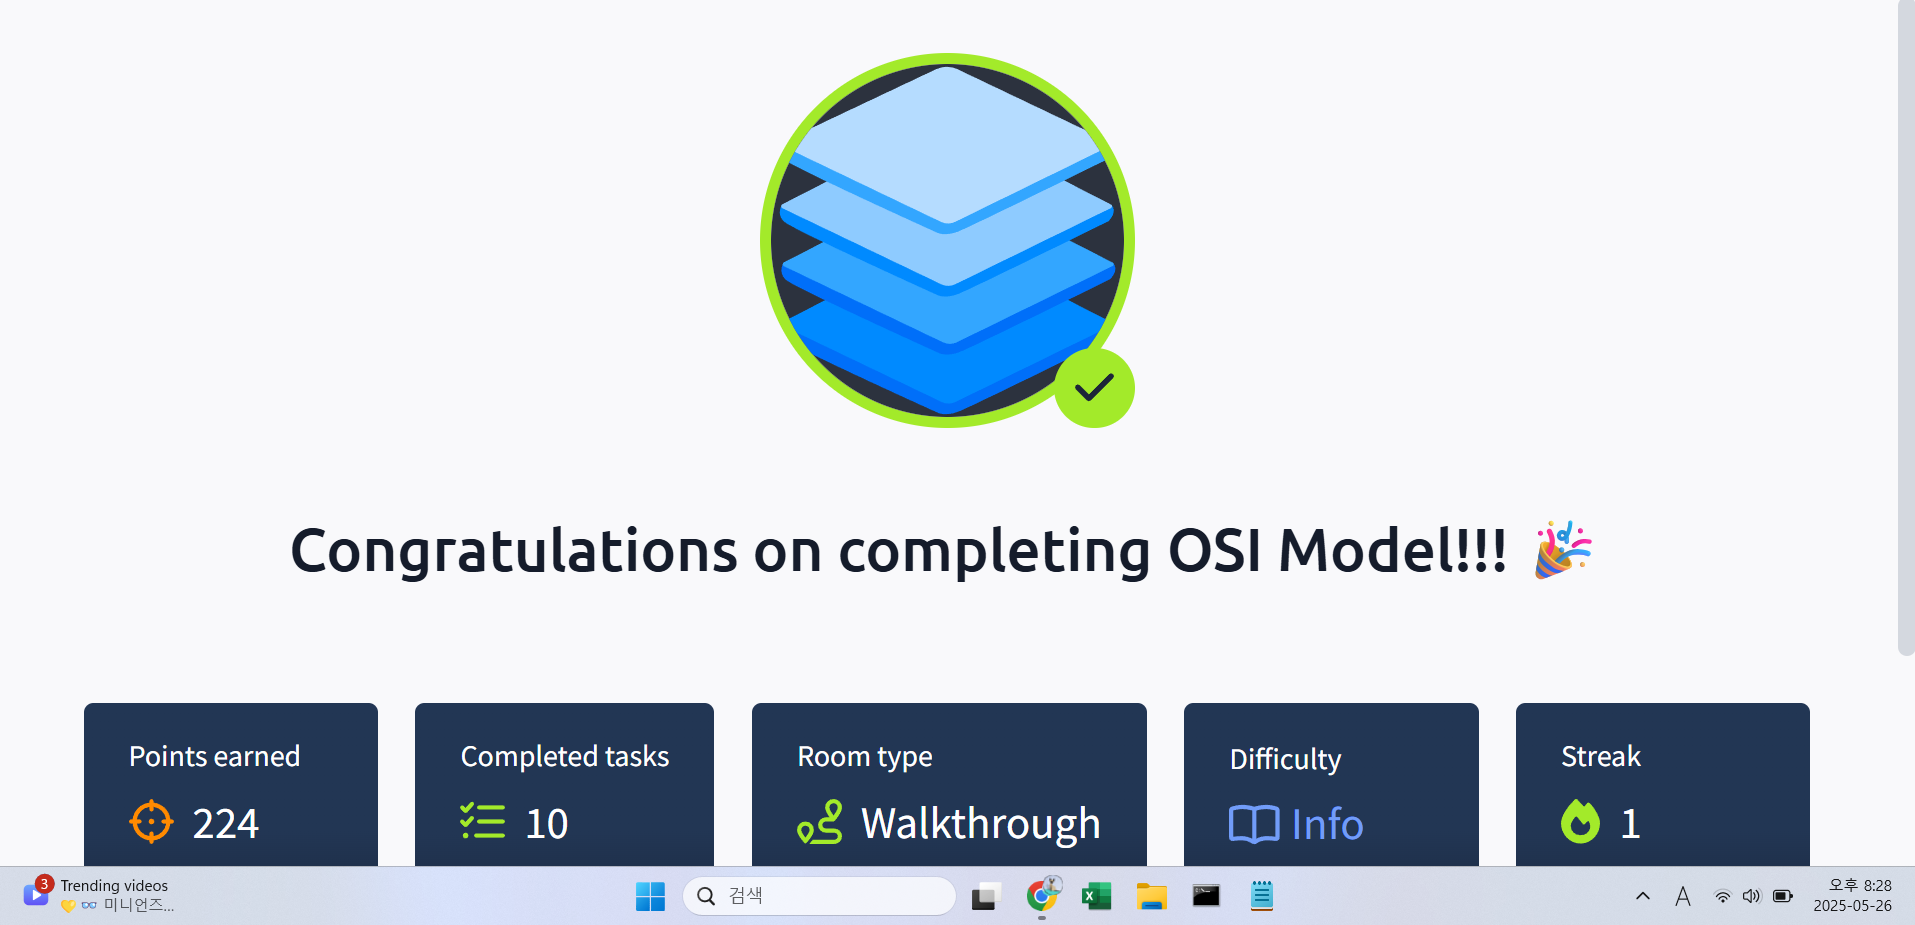 Congratulations on completing OSI Model!!! 🎉
Points earned
224
Completed tasks
10
Room type
Walkthrough
Difficulty
Info
Streak
1
3
Trending videos
💛 👓 미니언즈...
검색
A
오후 8:28
2025-05-26